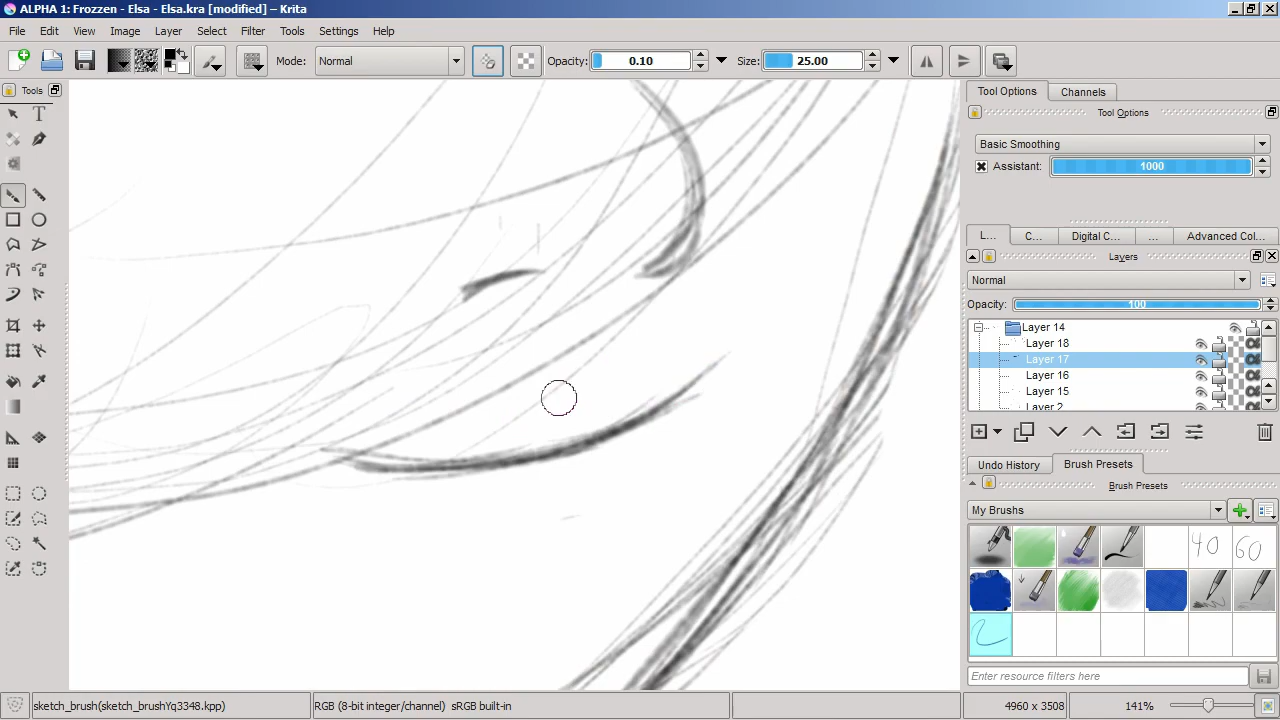 ALPHA 1: Frozzen - Elsa - Elsa.kra [modified] – Krita
File Edit View Image Layer Select Filter Tools Settings Help
Mode: Normal Opacity: 0.10 Size: 25.00
Tools
T
Tool Options Channels
Tool Options
Basic Smoothing
Assistant: 1000
L... C... Digital C... ... Advanced Col...
Layers
Normal
Opacity: 100
Layer 14
Layer 18
Layer 17
Layer 16
Layer 15
Layer 2
Undo History Brush Presets
Brush Presets
My Brushes
40 60
Enter resource filters here
sketch_brush(sketch_brushYq3348.kpp) RGB (8-bit integer/channel) sRGB built-in 4960 x 3508 141%